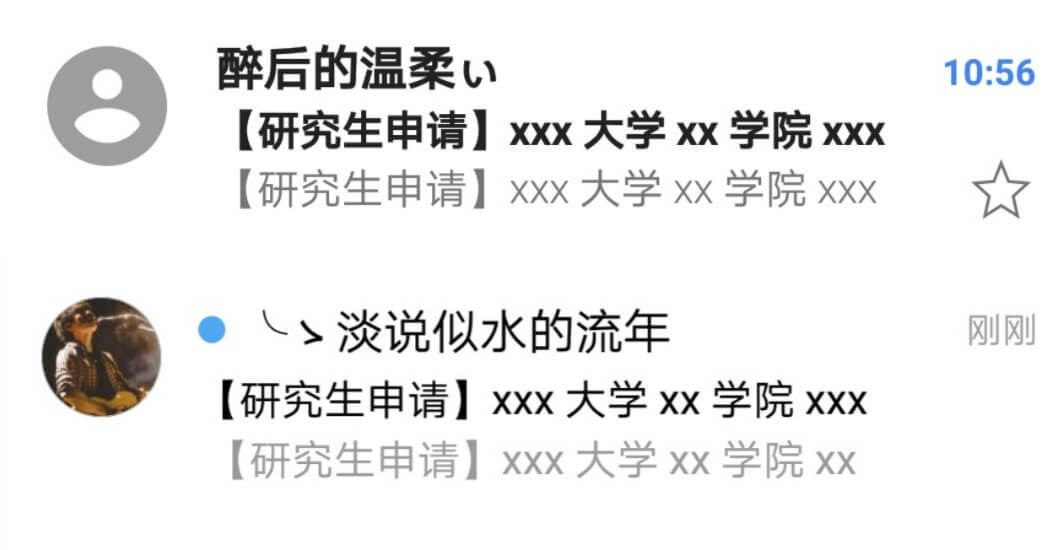 醉后的温柔ぃ
10:56
【研究生申请】xxx 大学 xx 学院 xxx
【研究生申请】xxx 大学 xx 学院 xxx
╰ゝ淡说似水的流年
刚刚
【研究生申请】xxx 大学 xx 学院 xxx
【研究生申请】xxx 大学 xx 学院 xx